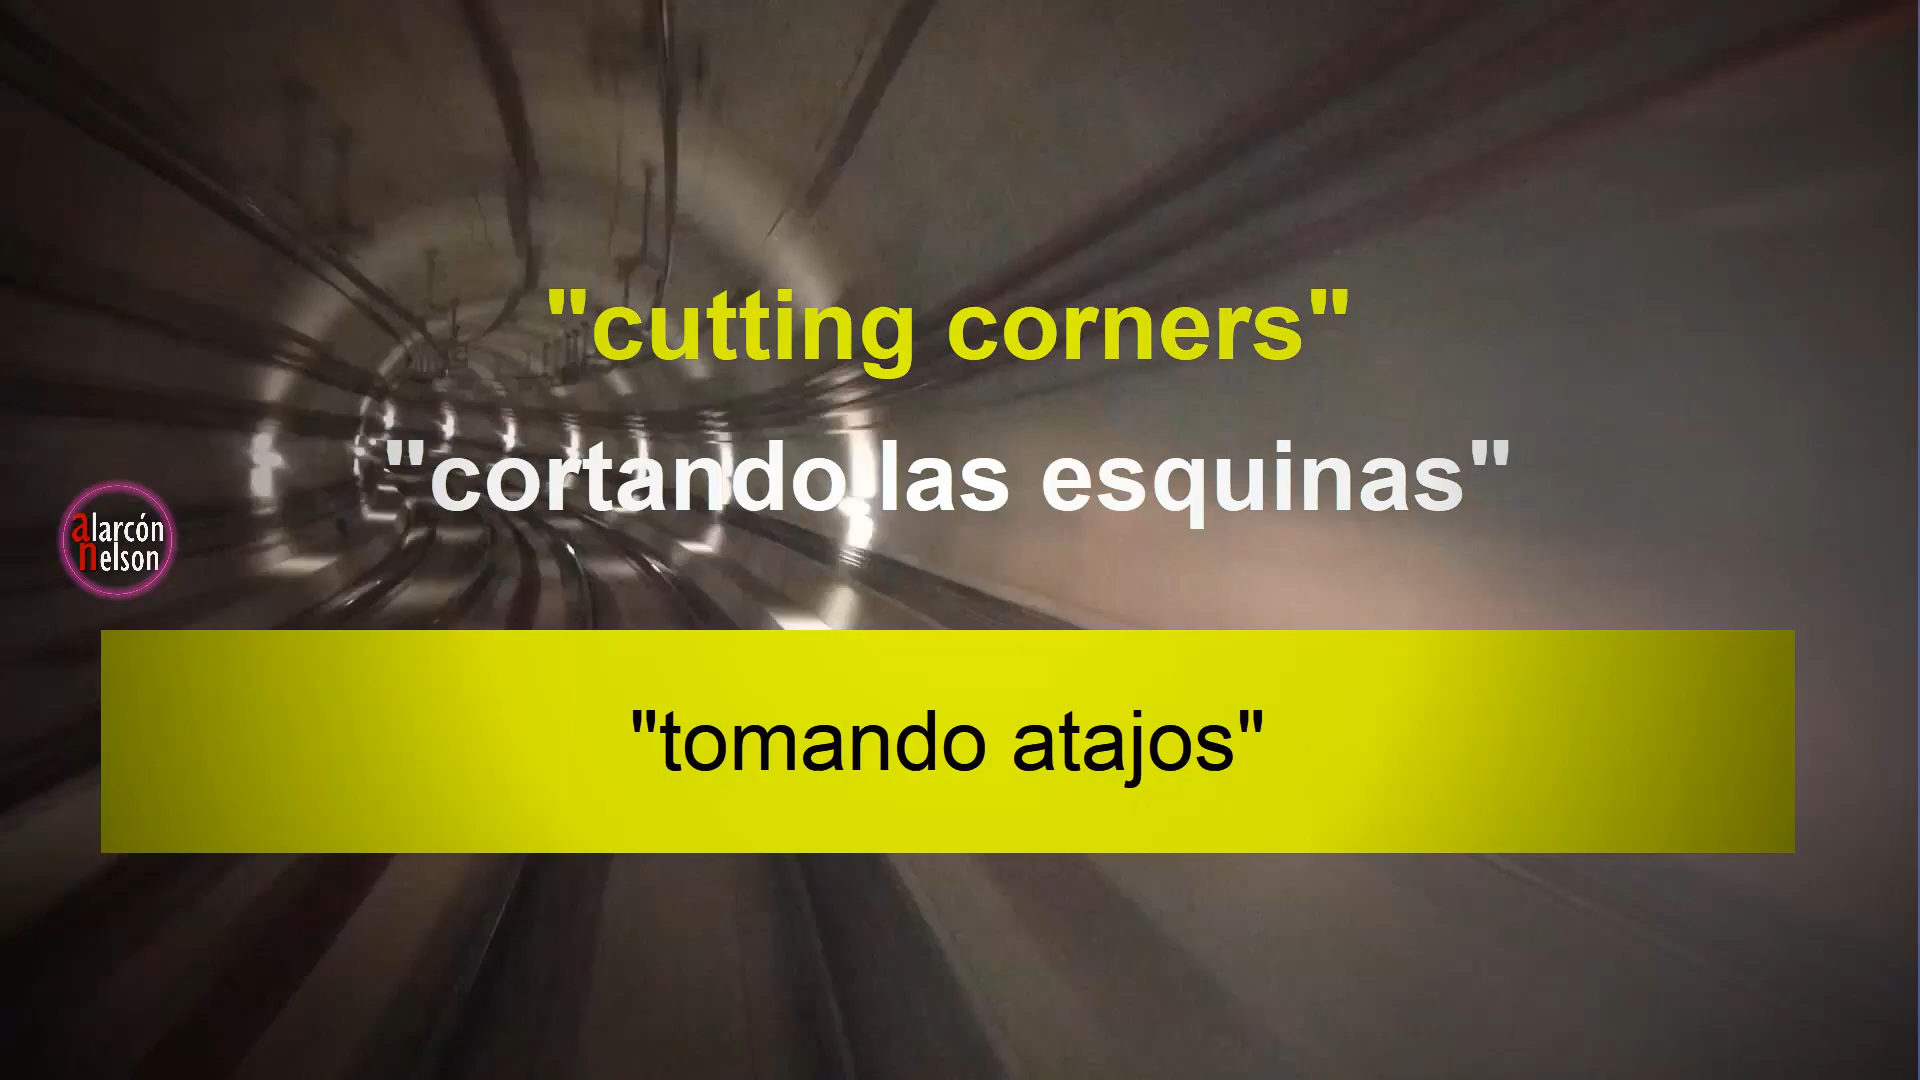 "cutting corners"
"cortando las esquinas"
alarcón
nelson
"tomando atajos"